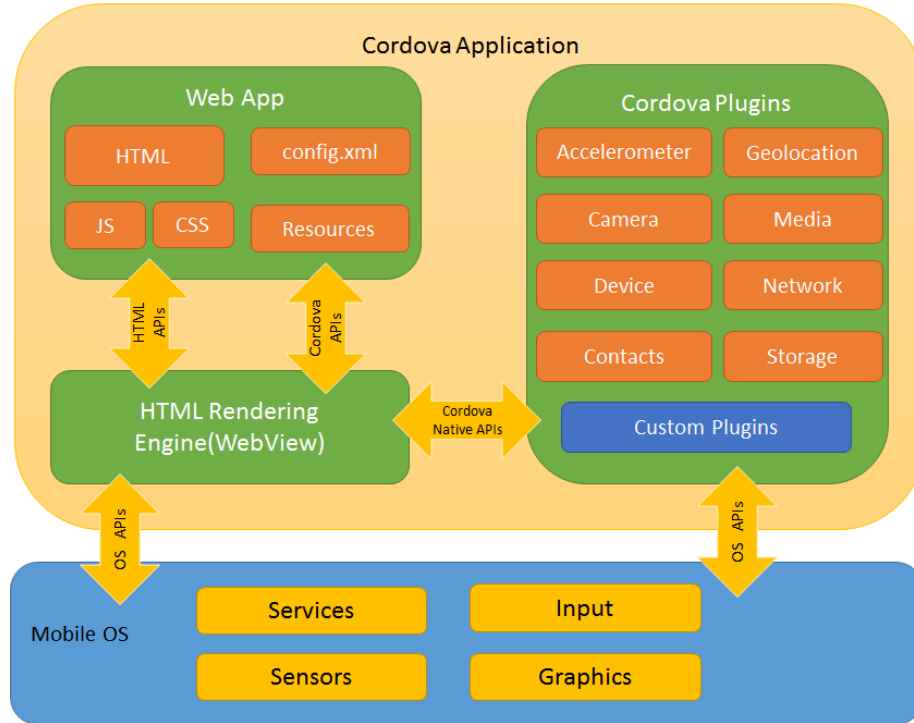 Cordova Application
Web App
HTML
config.xml
JS
CSS
Resources
HTML
APIs
Cordova
APIs
HTML Rendering
Engine(WebView)
Cordova
Native APIs
Cordova Plugins
Accelerometer
Geolocation
Camera
Media
Device
Network
Contacts
Storage
Custom Plugins
OS APIs
OS APIs
Mobile OS
Services
Input
Sensors
Graphics